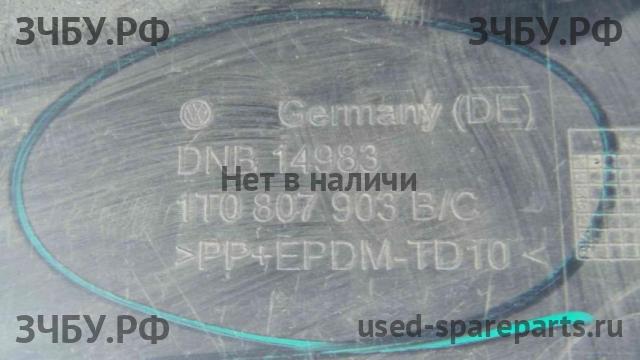 ЗЧБУ.РФ ЗЧБУ.РФ
Germany (DE)
DNB 14983
Нет в наличи
1T0 807 903 B/C
>PP+EPDM-TD10<
ЗЧБУ.РФ used-spareparts.ru